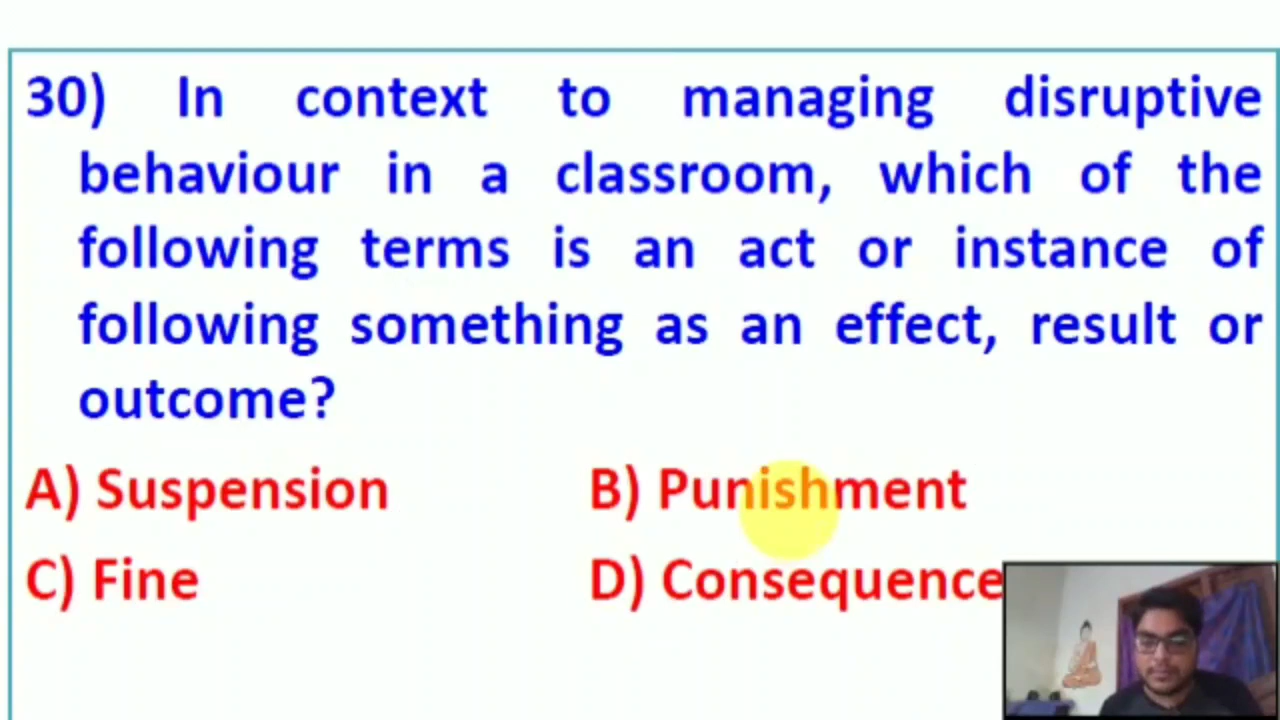 30) In context to managing disruptive
behaviour in a classroom, which of the
following terms is an act or instance of
following something as an effect, result or
outcome?
A) Suspension B) Punishment
C) Fine D) Consequence